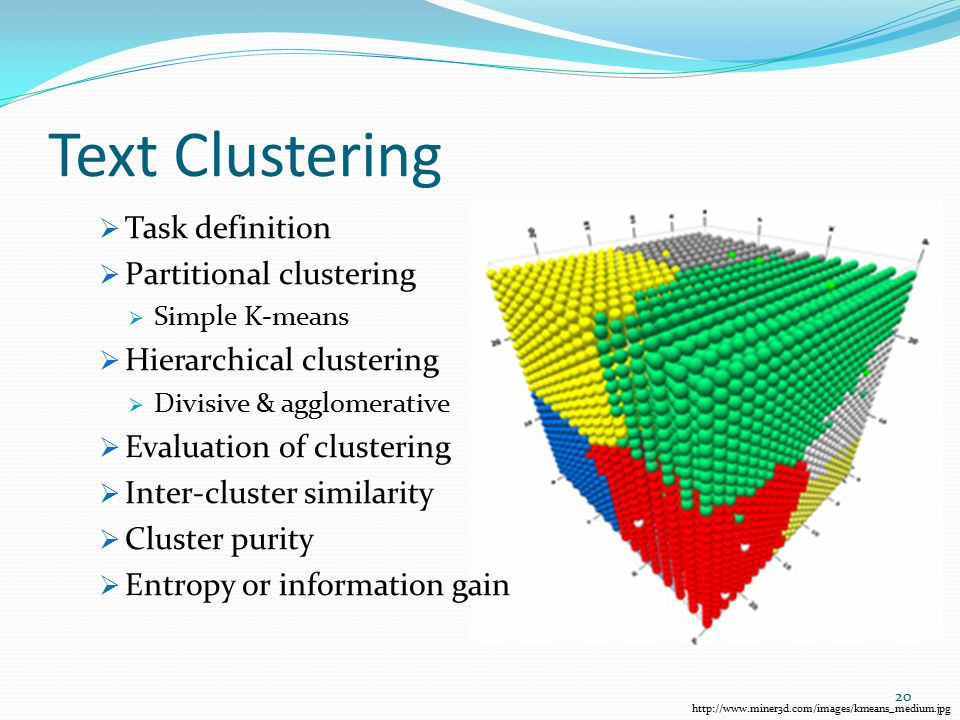 Text Clustering
Task definition
Partitional clustering
Simple K-means
Hierarchical clustering
Divisive & agglomerative
Evaluation of clustering
Inter-cluster similarity
Cluster purity
Entropy or information gain
20
http://www.miner3d.com/images/kmeans_medium.jpg